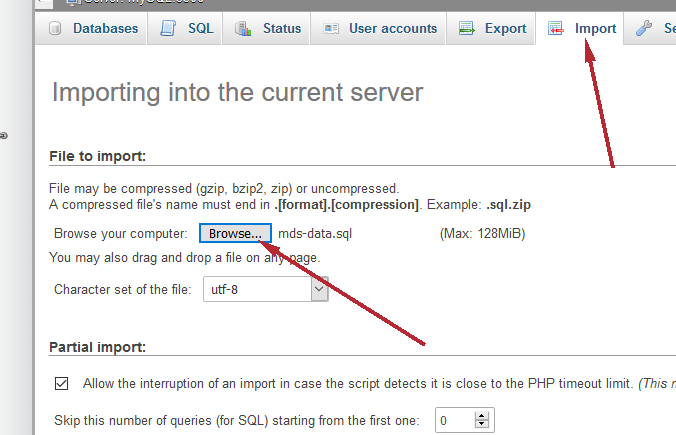 Databases SQL Status User accounts Export Import
Importing into the current server
File to import:
File may be compressed (gzip, bzip2, zip) or uncompressed.
A compressed file's name must end in .[format].[compression]. Example: .sql.zip
Browse your computer: Browse... mds-data.sql (Max: 128MiB)
You may also drag and drop a file on any page.
Character set of the file: utf-8
Partial import:
Allow the interruption of an import in case the script detects it is close to the PHP timeout limit. (This
Skip this number of queries (for SQL) starting from the first one: 0